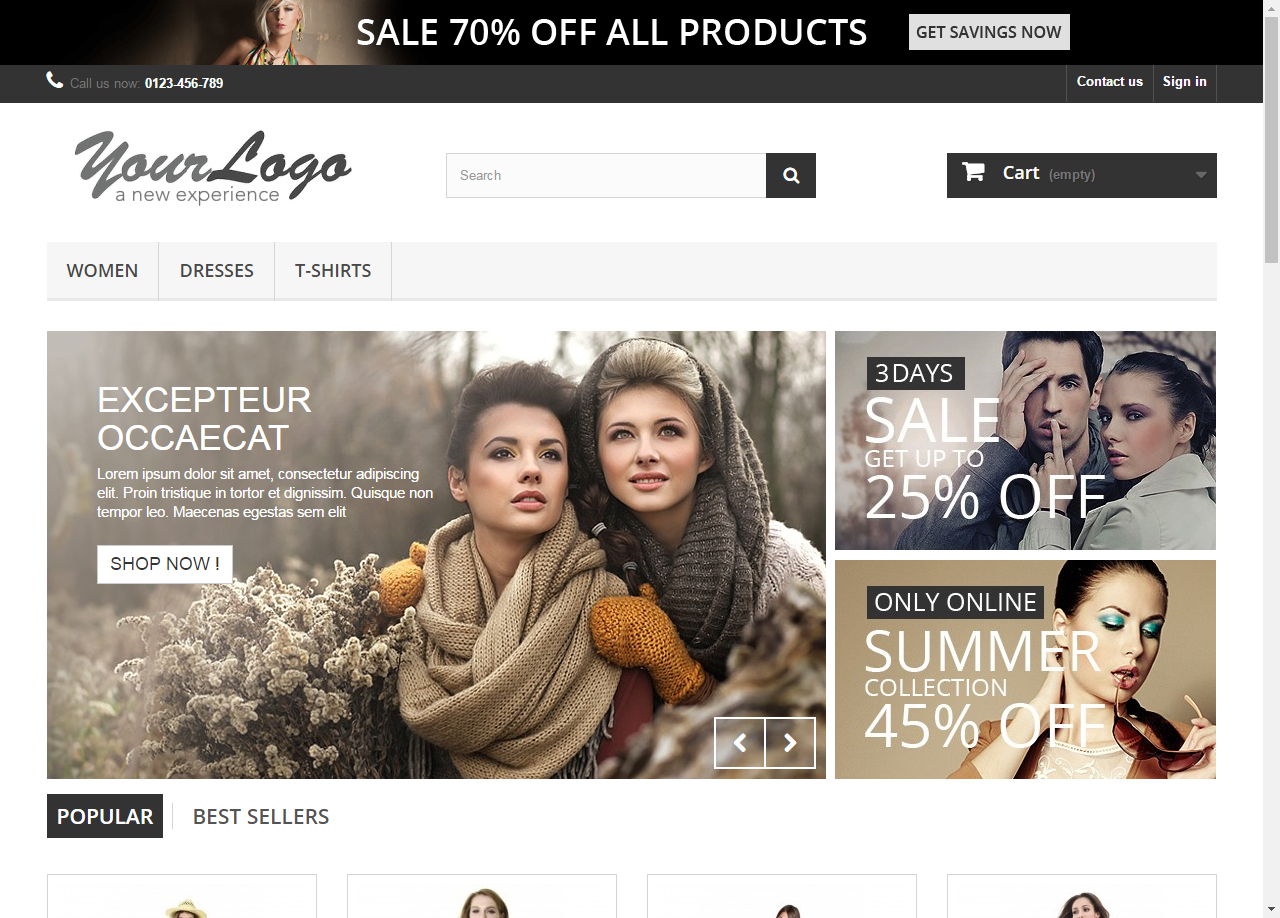 SALE 70% OFF ALL PRODUCTS
GET SAVINGS NOW
Call us now: 0123-456-789
Contact us
Sign in
YourLogo
a new experience
Search
Cart (empty)
WOMEN
DRESSES
T-SHIRTS
EXCEPTEUR
OCCAECAT
Lorem ipsum dolor sit amet, consectetur adipiscing
elit. Proin tristique in tortor et dignissim. Quisque non
tempor leo. Maecenas egestas sem elit
SHOP NOW !
3 DAYS
SALE
GET UP TO
25% OFF
ONLY ONLINE
SUMMER
COLLECTION
45% OFF
POPULAR
BEST SELLERS